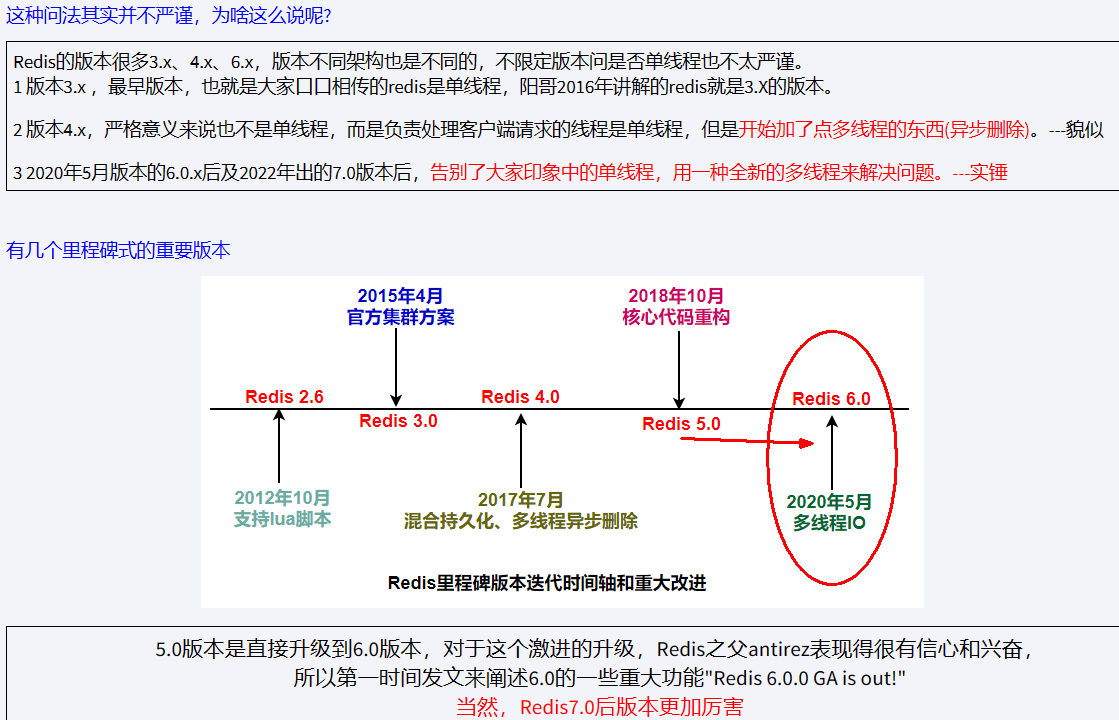 这种问法其实并不严谨，为啥这么说呢?
Redis的版本很多3.x、4.x、6.x，版本不同架构也是不同的，不限定版本问是否单线程也不太严谨。
1 版本3.x ，最早版本，也就是大家口口相传的redis是单线程，阳哥2016年讲解的redis就是3.X的版本。
2 版本4.x，严格意义来说也不是单线程，而是负责处理客户端请求的线程是单线程，但是开始加了点多线程的东西(异步删除)。---貌似
3 2020年5月版本的6.0.x后及2022年出的7.0版本后，告别了大家印象中的单线程，用一种全新的多线程来解决问题。---实锤
有几个里程碑式的重要版本
2015年4月
官方集群方案
2018年10月
核心代码重构
Redis 2.6
Redis 3.0
Redis 4.0
Redis 5.0
Redis 6.0
2012年10月
支持lua脚本
2017年7月
混合持久化、多线程异步删除
2020年5月
多线程IO
Redis里程碑版本迭代时间轴和重大改进
5.0版本是直接升级到6.0版本，对于这个激进的升级，Redis之父antirez表现得很有信心和兴奋，
所以第一时间发文来阐述6.0的一些重大功能"Redis 6.0.0 GA is out!"
当然，Redis7.0后版本更加厉害